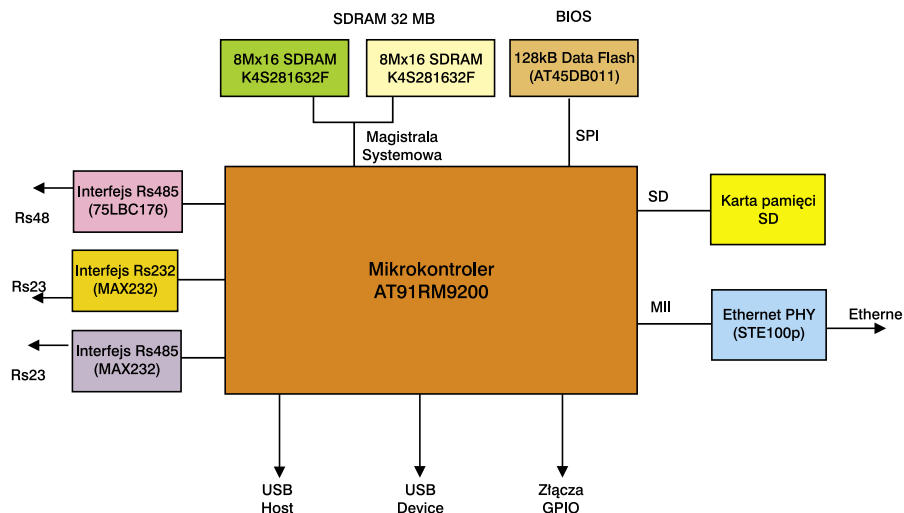 SDRAM 32 MB
BIOS
8Mx16 SDRAM
K4S281632F
8Mx16 SDRAM
K4S281632F
128kB Data Flash
(AT45DB011)
Magistrala
Systemowa
SPI
Interfejs Rs485
(75LBC176)
Rs48
Interfejs Rs232
(MAX232)
Rs23
Interfejs Rs485
(MAX232)
Rs23
Mikrokontroler
AT91RM9200
SD
Karta pamięci
SD
MII
Ethernet PHY
(STE100p)
Etherne
USB
Host
USB
Device
Złącza
GPIO